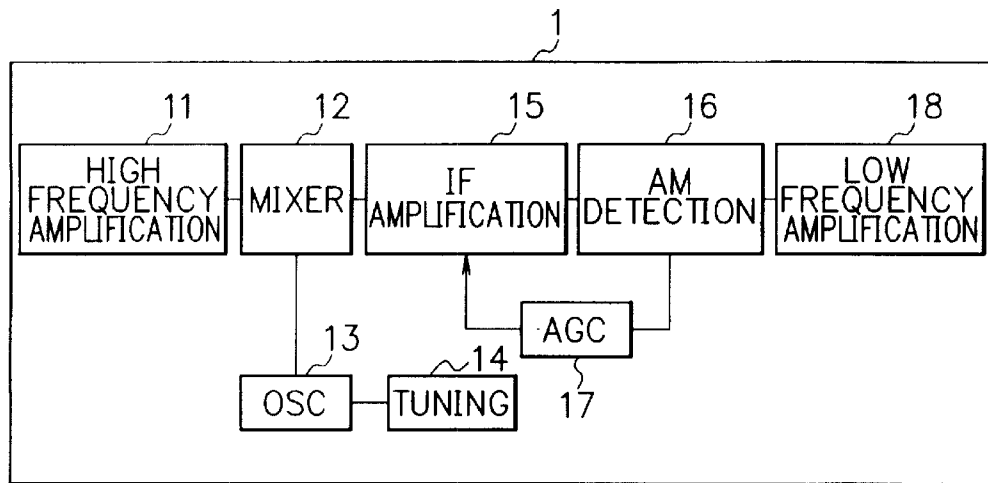 1
11
12
15
16
18
HIGH
FREQUENCY
AMPLIFICATION
MIXER
IF
AMPLIFICATION
AM
DETECTION
LOW
FREQUENCY
AMPLIFICATION
13
14
AGC
17
OSC
TUNING